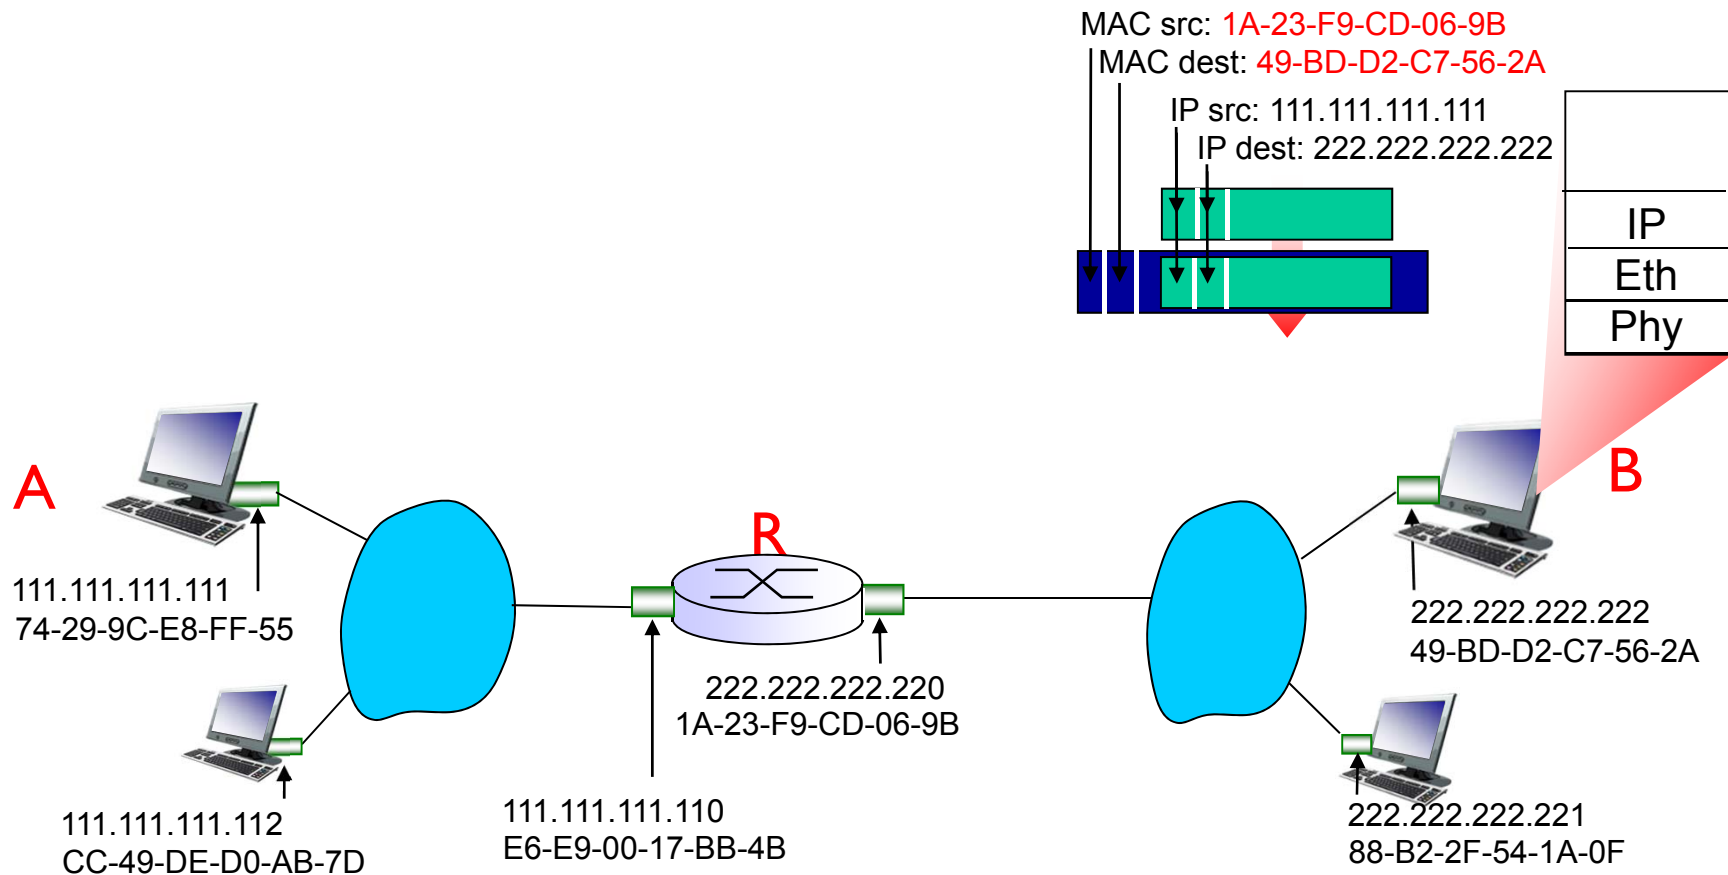 MAC src: 1A-23-F9-CD-06-9B
MAC dest: 49-BD-D2-C7-56-2A
IP src: 111.111.111.111
IP dest: 222.222.222.222
IP
Eth
Phy
A
B
R
111.111.111.111
74-29-9C-E8-FF-55
222.222.222.222
49-BD-D2-C7-56-2A
222.222.222.220
1A-23-F9-CD-06-9B
111.111.111.112
CC-49-DE-D0-AB-7D
111.111.111.110
E6-E9-00-17-BB-4B
222.222.222.221
88-B2-2F-54-1A-0F